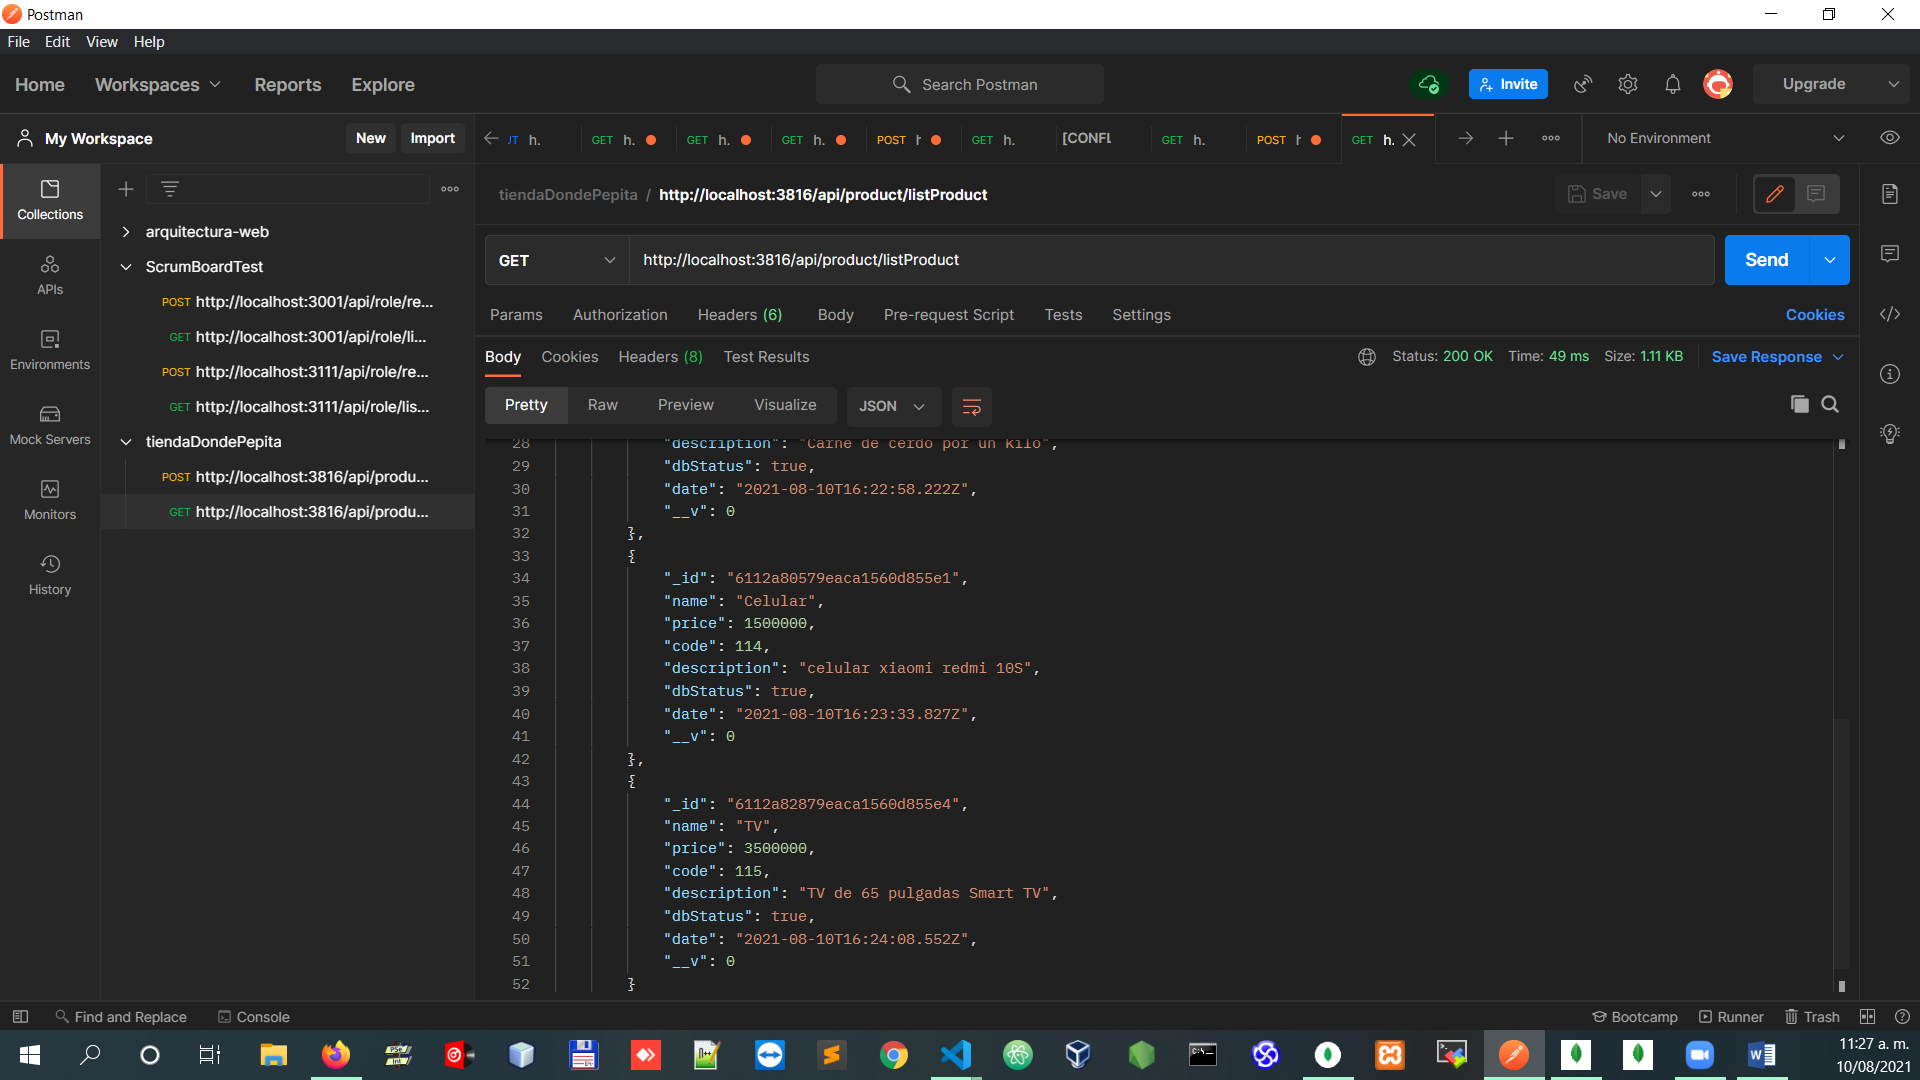 Postman
File Edit View Help
Home Workspaces Reports Explore Search Postman Invite Upgrade
My Workspace New Import
JT h. GET h. GET h. GET h. POST h GET h. [CONFL GET h. POST h GET h. No Environment
Collections
APIs
Environments
Mock Servers
Monitors
History
arquitectura-web
ScrumBoardTest
POST http://localhost:3001/api/role/re...
GET http://localhost:3001/api/role/li...
POST http://localhost:3111/api/role/re...
GET http://localhost:3111/api/role/lis...
tiendaDondePepita
POST http://localhost:3816/api/produ...
GET http://localhost:3816/api/produ...
tiendaDondePepita / http://localhost:3816/api/product/listProduct Save
GET http://localhost:3816/api/product/listProduct Send
Params Authorization Headers (6) Body Pre-request Script Tests Settings Cookies
Body Cookies Headers (8) Test Results Status: 200 OK Time: 49 ms Size: 1.11 KB Save Response
Pretty Raw Preview Visualize JSON
28 "description": "Carne de cerdo por un kilo",
29 "dbStatus": true,
30 "date": "2021-08-10T16:22:58.222Z",
31 "__v": 0
32 },
33 {
34 "_id": "6112a80579eaca1560d855e1",
35 "name": "Celular",
36 "price": 1500000,
37 "code": 114,
38 "description": "celular xiaomi redmi 10S",
39 "dbStatus": true,
40 "date": "2021-08-10T16:23:33.827Z",
41 "__v": 0
42 },
43 {
44 "_id": "6112a82879eaca1560d855e4",
45 "name": "TV",
46 "price": 3500000,
47 "code": 115,
48 "description": "TV de 65 pulgadas Smart TV",
49 "dbStatus": true,
50 "date": "2021-08-10T16:24:08.552Z",
51 "__v": 0
52 }
Find and Replace Console Bootcamp Runner Trash
11:27 a. m.
10/08/2021